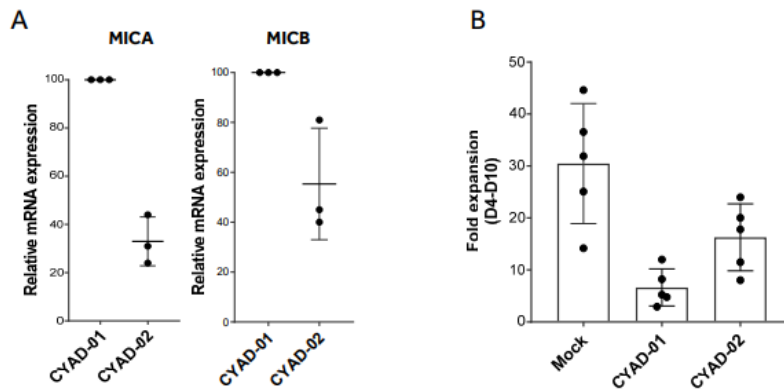 A
MICA
Relative mRNA expression
100
80
60
40
20
0
CYAD-01
CYAD-02
MICB
Relative mRNA expression
100
80
60
40
20
0
CYAD-01
CYAD-02
B
Fold expansion
(D4-D10)
50
40
30
20
10
0
Mock
CYAD-01
CYAD-02